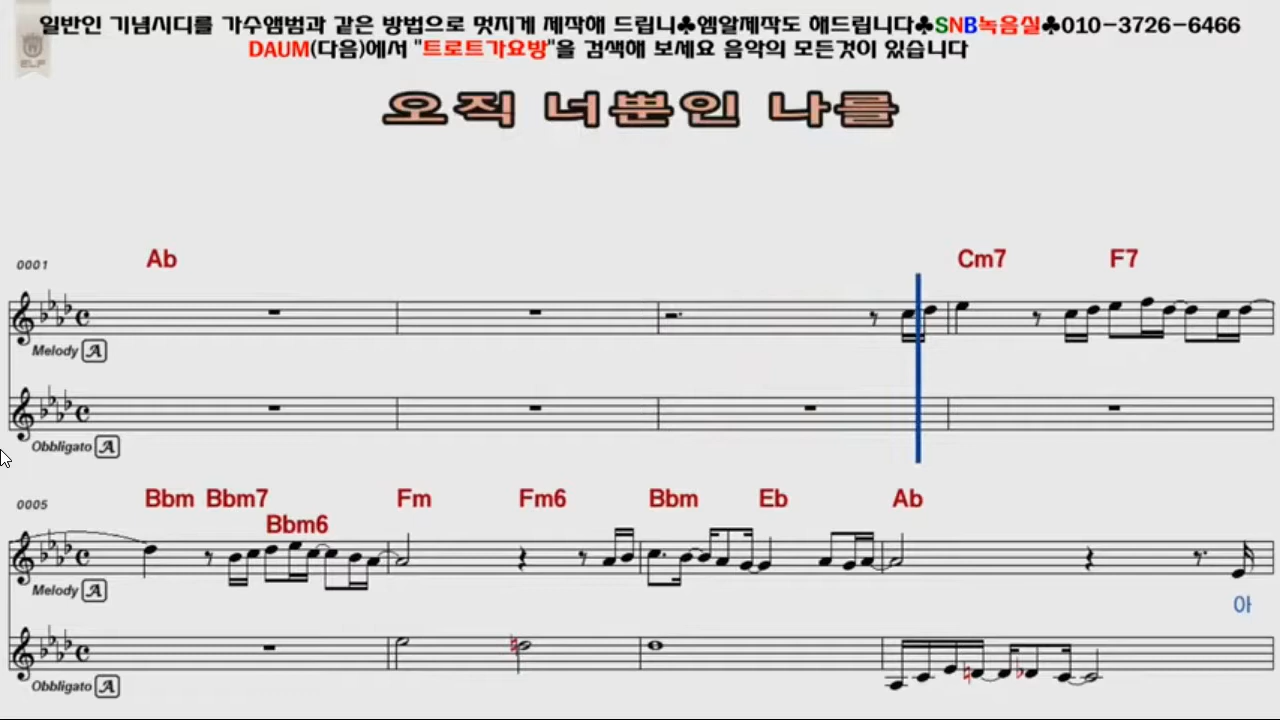 일반인 기념시디를 가수앰범과 같은 방법으로 멋지게 제작해 드립니♣엠알제작도 해드립니다♣SNB녹음실♣010-3726-6466
DAUM(다음)에서 "트로트가요방"을 검색해 보세요 음악의 모든것이 있습니다
ELF
오직 너뿐인 나를
0001 Ab Cm7 F7
Melody A
Obbligato A
0005 Bbm Bbm7 Fm Fm6 Bbm Eb Ab
Bbm6
Melody A
아
Obbligato A